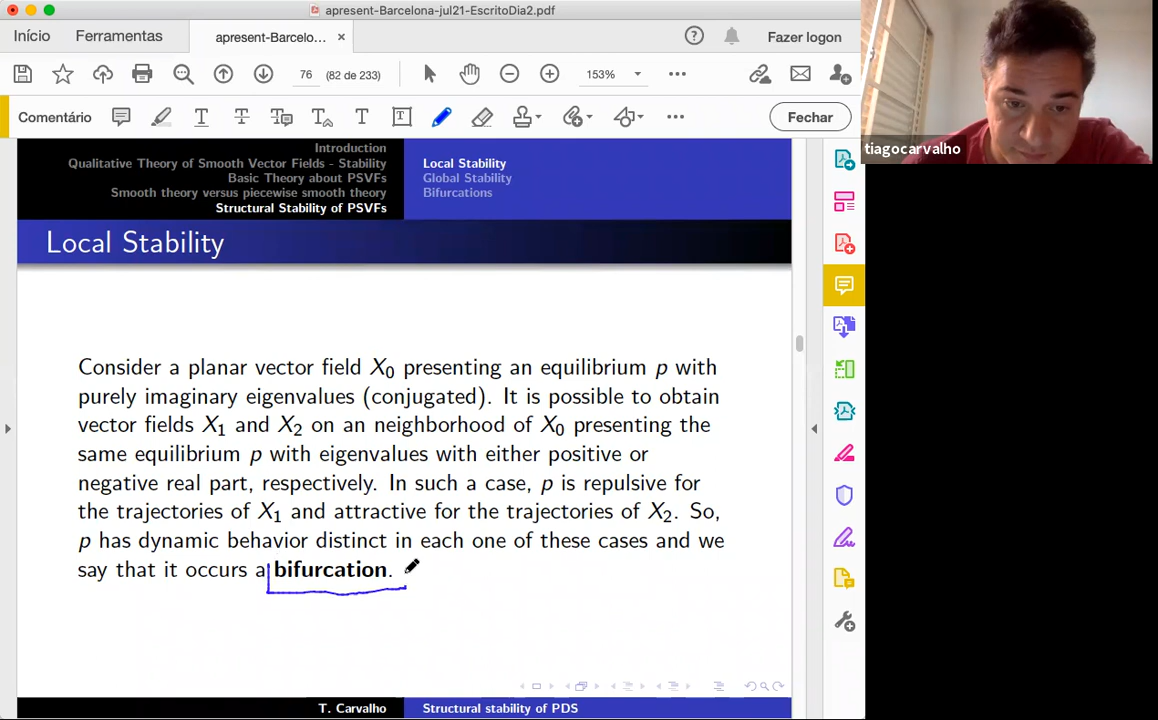 apresent-Barcelona-jul21-EscritoDia2.pdf
Início
Ferramentas
apresent-Barcelo...
Fazer logon
76
(82 de 233)
153%
Comentário
Fechar
tiagocarvalho
Introduction
Qualitative Theory of Smooth Vector Fields - Stability
Basic Theory about PSVFs
Smooth theory versus piecewise smooth theory
Structural Stability of PSVFs
Local Stability
Global Stability
Bifurcations
Local Stability
Consider a planar vector field X₀ presenting an equilibrium p with
purely imaginary eigenvalues (conjugated). It is possible to obtain
vector fields X₁ and X₂ on an neighborhood of X₀ presenting the
same equilibrium p with eigenvalues with either positive or
negative real part, respectively. In such a case, p is repulsive for
the trajectories of X₁ and attractive for the trajectories of X₂. So,
p has dynamic behavior distinct in each one of these cases and we
say that it occurs a bifurcation.
T. Carvalho
Structural stability of PDS